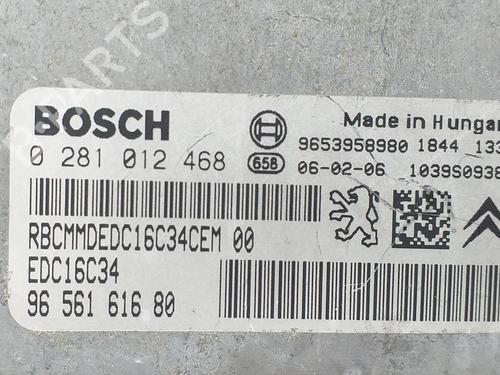 BOSCH
Made in Hungar
9653958980 1844 133
0 281 012 468
65B
06-02-06 1039S0938
RBCMMDEDC16C34CEM 00
EDC16C34
96 561 616 80